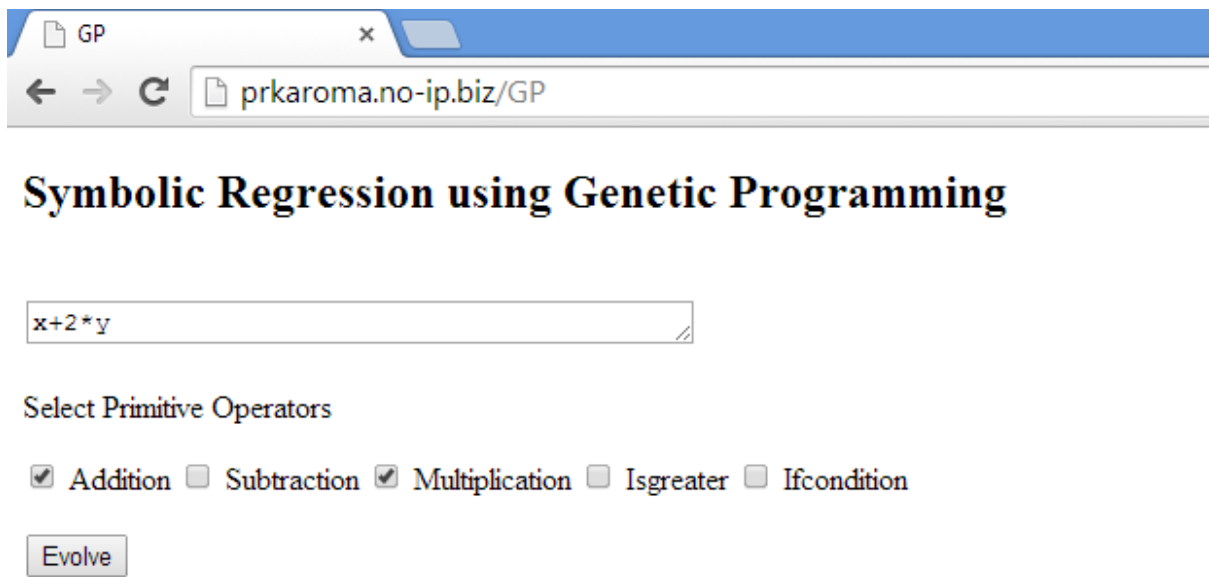 GP
prkaroma.no-ip.biz/GP
Symbolic Regression using Genetic Programming
x+2*y
Select Primitive Operators
Addition Subtraction Multiplication Isgreater Ifcondition
Evolve